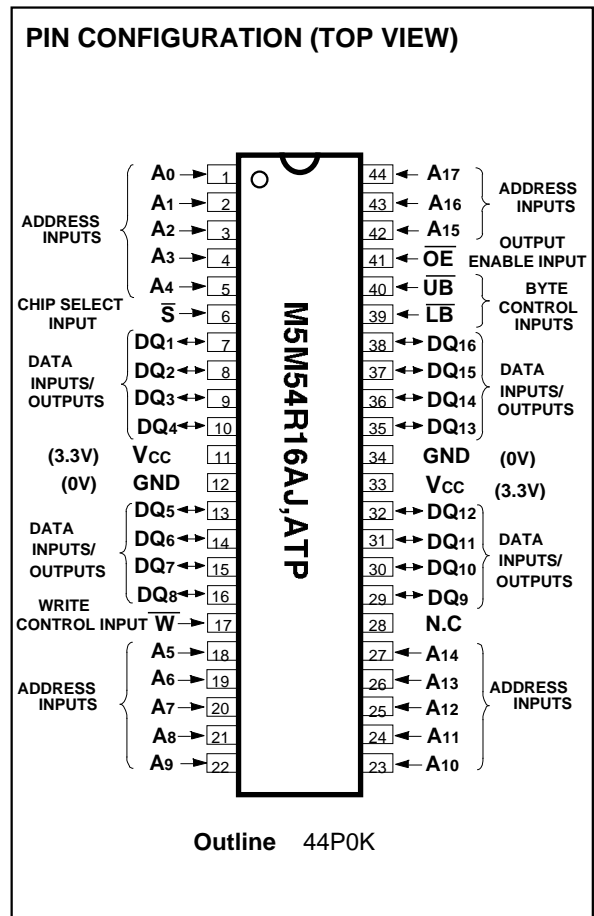 PIN CONFIGURATION (TOP VIEW)
A0 1 44 A17
A1 2 43 A16
A2 3 42 A15
A3 4 41 O̅E̅
A4 5 40 U̅B̅
S̅ 6 39 L̅B̅
DQ1 7 38 DQ16
DQ2 8 37 DQ15
DQ3 9 36 DQ14
DQ4 10 35 DQ13
(3.3V) VCC 11 34 GND (0V)
(0V) GND 12 33 VCC (3.3V)
DQ5 13 32 DQ12
DQ6 14 31 DQ11
DQ7 15 30 DQ10
DQ8 16 29 DQ9
W̅ 17 28 N.C
A5 18 27 A14
A6 19 26 A13
A7 20 25 A12
A8 21 24 A11
A9 22 23 A10
ADDRESS
INPUTS
CHIP SELECT
INPUT
DATA
INPUTS/
OUTPUTS
DATA
INPUTS/
OUTPUTS
WRITE
CONTROL INPUT
ADDRESS
INPUTS
M5M54R16AJ,ATP
ADDRESS
INPUTS
OUTPUT
ENABLE INPUT
BYTE
CONTROL
INPUTS
DATA
INPUTS/
OUTPUTS
DATA
INPUTS/
OUTPUTS
ADDRESS
INPUTS
Outline 44P0K